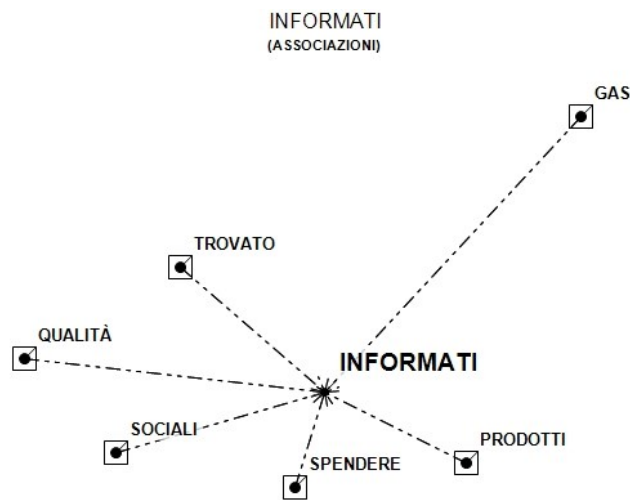 INFORMATI
(ASSOCIAZIONI)
GAS
TROVATO
QUALITÀ
INFORMATI
SOCIALI
PRODOTTI
SPENDERE